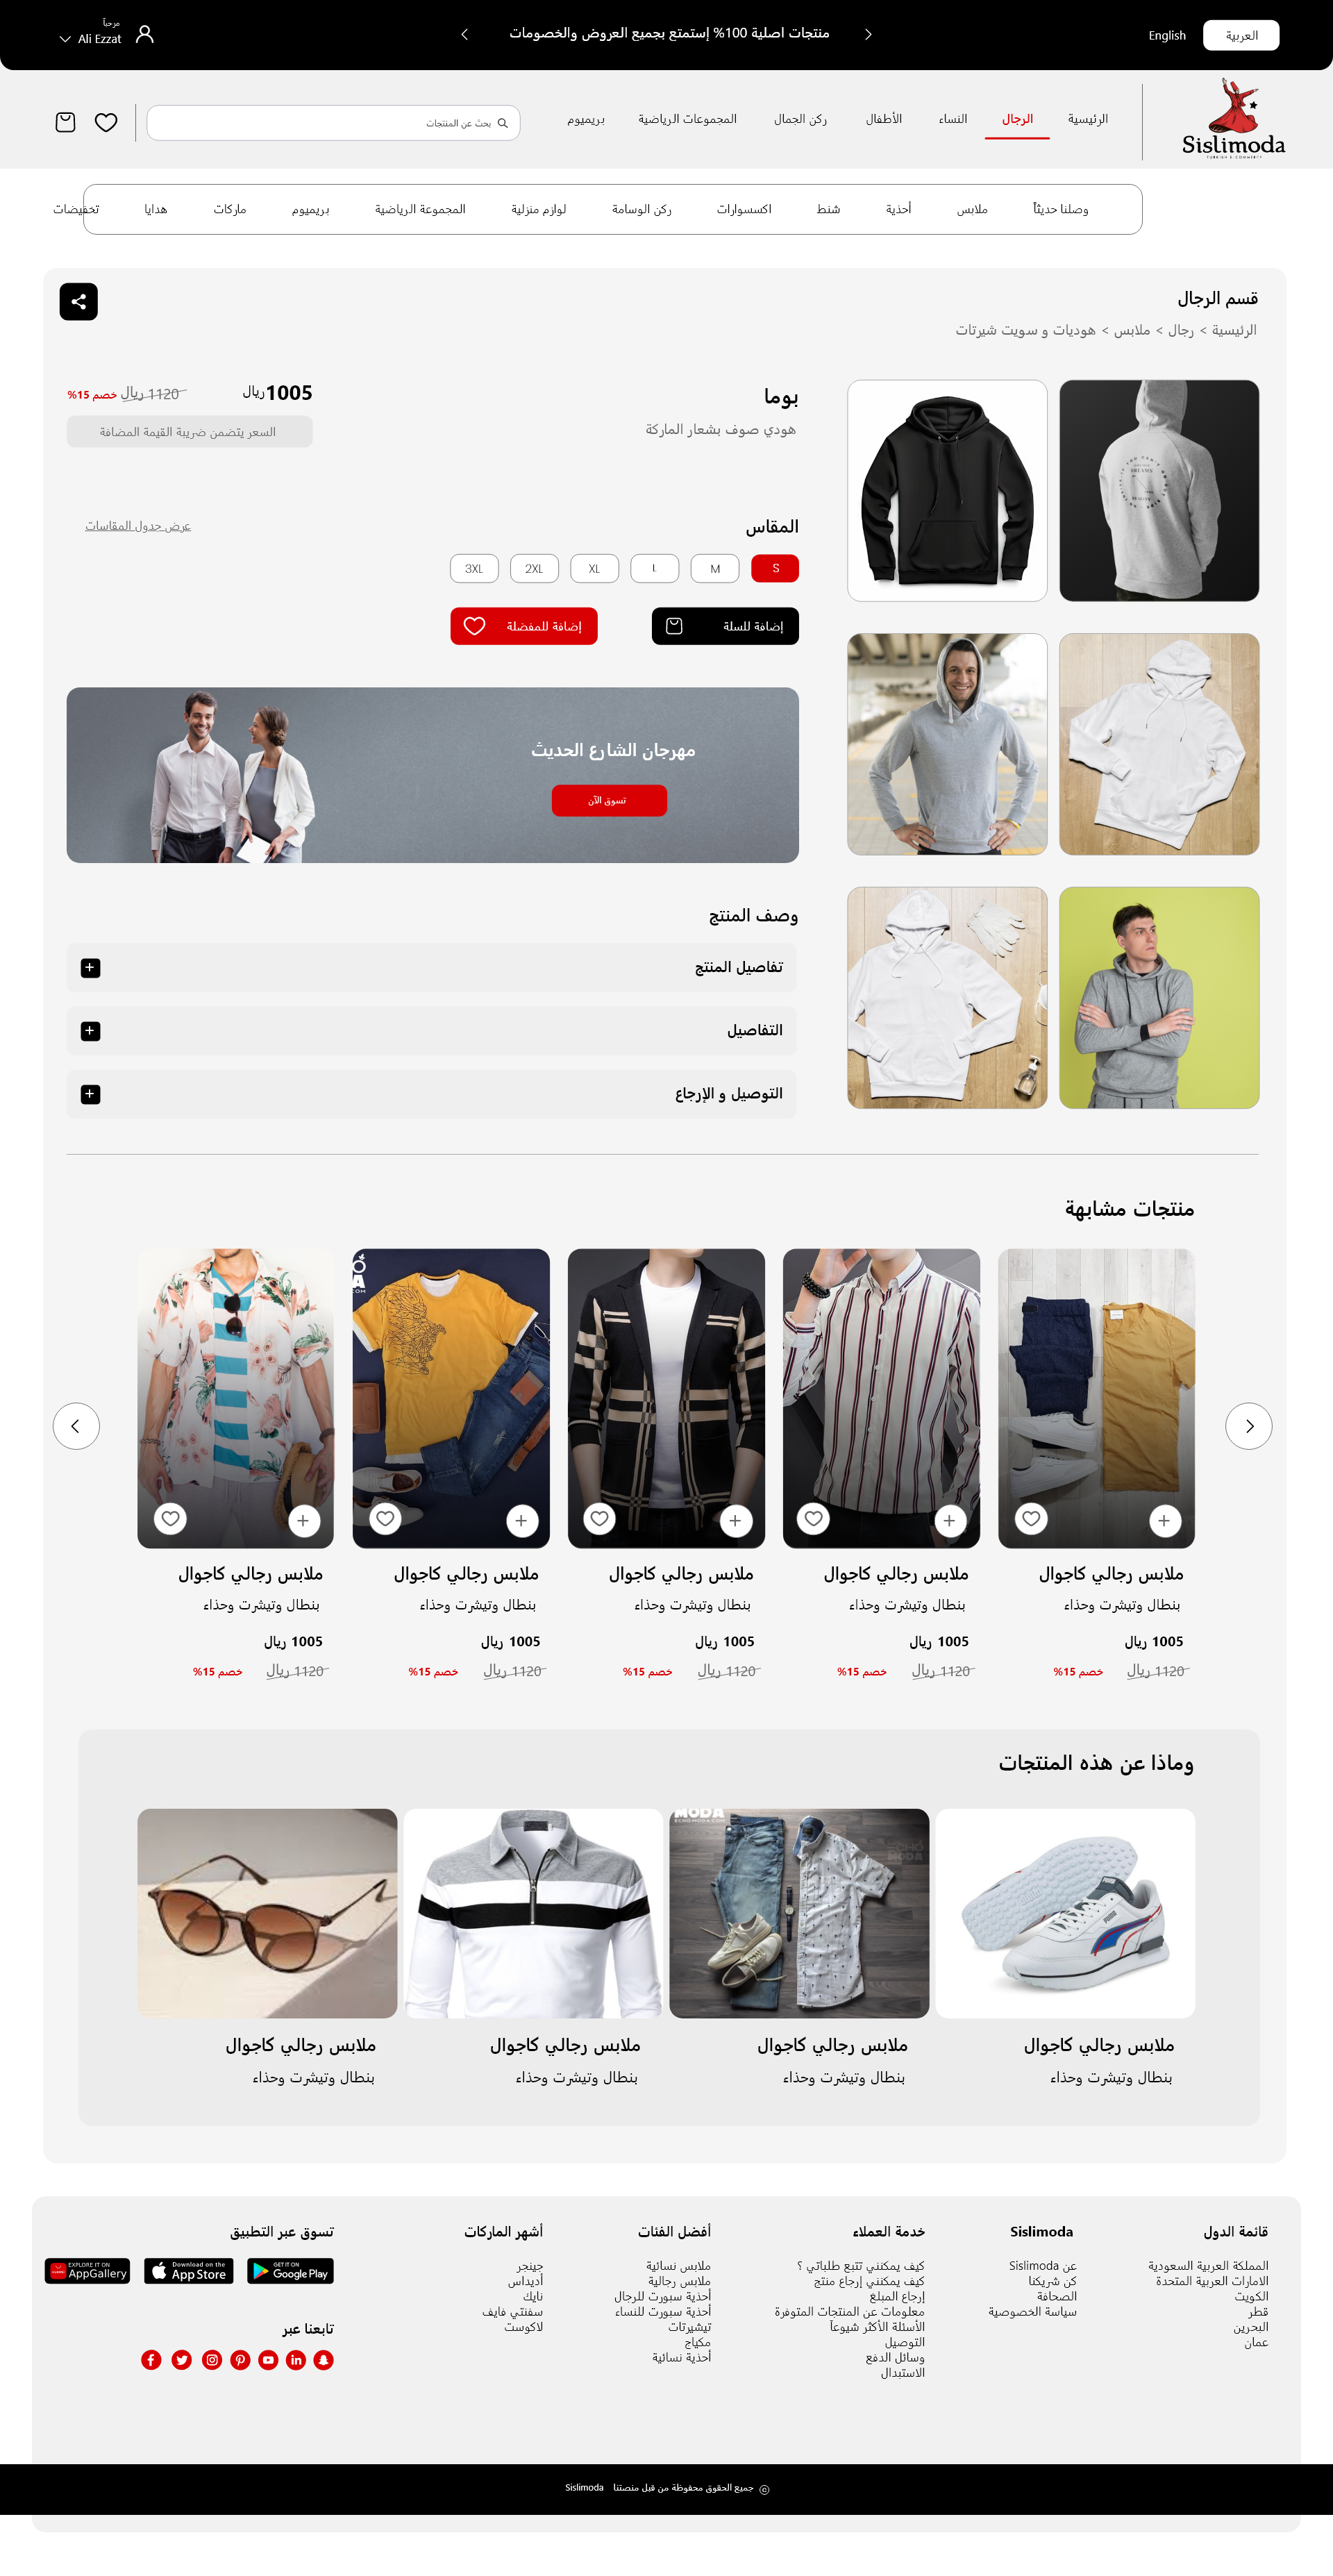 العربية
English
منتجات اصلية 100% إستمتع بجميع العروض والخصومات
مرحباً
Ali Ezzat
Sislimoda
TURKISH E-COMMERTY
الرئيسية
الرجال
النساء
الأطفال
ركن الجمال
المجموعات الرياضية
بريميوم
بحث عن المنتجات
وصلنا حديثاً
ملابس
أحذية
شنط
اكسسوارات
ركن الوسامة
لوازم منزلية
المجموعة الرياضية
بريميوم
ماركات
هدايا
تخفيضات
قسم الرجال
الرئيسية > رجال > ملابس > هوديات و سويت شيرتات
بوما
هودي صوف بشعار الماركة
1005 ريال
1120 ريال
خصم 15%
السعر يتضمن ضريبة القيمة المضافة
المقاس
عرض جدول المقاسات
S
M
L
XL
2XL
3XL
إضافة للسلة
إضافة للمفضلة
مهرجان الشارع الحديث
تسوق الآن
وصف المنتج
تفاصيل المنتج
التفاصيل
التوصيل و الإرجاع
منتجات مشابهة
ملابس رجالي كاجوال
بنطال وتيشرت وحذاء
1005 ريال
1120 ريال
خصم 15%
ملابس رجالي كاجوال
بنطال وتيشرت وحذاء
1005 ريال
1120 ريال
خصم 15%
ملابس رجالي كاجوال
بنطال وتيشرت وحذاء
1005 ريال
1120 ريال
خصم 15%
ملابس رجالي كاجوال
بنطال وتيشرت وحذاء
1005 ريال
1120 ريال
خصم 15%
ملابس رجالي كاجوال
بنطال وتيشرت وحذاء
1005 ريال
1120 ريال
خصم 15%
وماذا عن هذه المنتجات
MODA
ECHOMODA.COM
ملابس رجالي كاجوال
بنطال وتيشرت وحذاء
ملابس رجالي كاجوال
بنطال وتيشرت وحذاء
ملابس رجالي كاجوال
بنطال وتيشرت وحذاء
ملابس رجالي كاجوال
بنطال وتيشرت وحذاء
قائمة الدول
المملكة العربية السعودية
الامارات العربية المتحدة
الكويت
قطر
البحرين
عمان
Sislimoda
عن Sislimoda
كن شريكنا
الصحافة
سياسة الخصوصية
خدمة العملاء
كيف يمكنني تتبع طلباتي ؟
كيف يمكنني إرجاع منتج
إرجاع المبلغ
معلومات عن المنتجات المتوفرة
الأسئلة الأكثر شيوعاً
التوصيل
وسائل الدفع
الاستبدال
أفضل الفئات
ملابس نسائية
ملابس رجالية
أحذية سبورت للرجال
أحذية سبورت للنساء
تيشيرتات
مكياج
أحذية نسائية
أشهر الماركات
جينجر
أديداس
نايك
سفنتي فايف
لاكوست
تسوق عبر التطبيق
GET IT ON
Google Play
Download on the
App Store
EXPLORE IT ON
AppGallery
تابعنا عبر
© جميع الحقوق محفوظة من قبل منصتنا Sislimoda